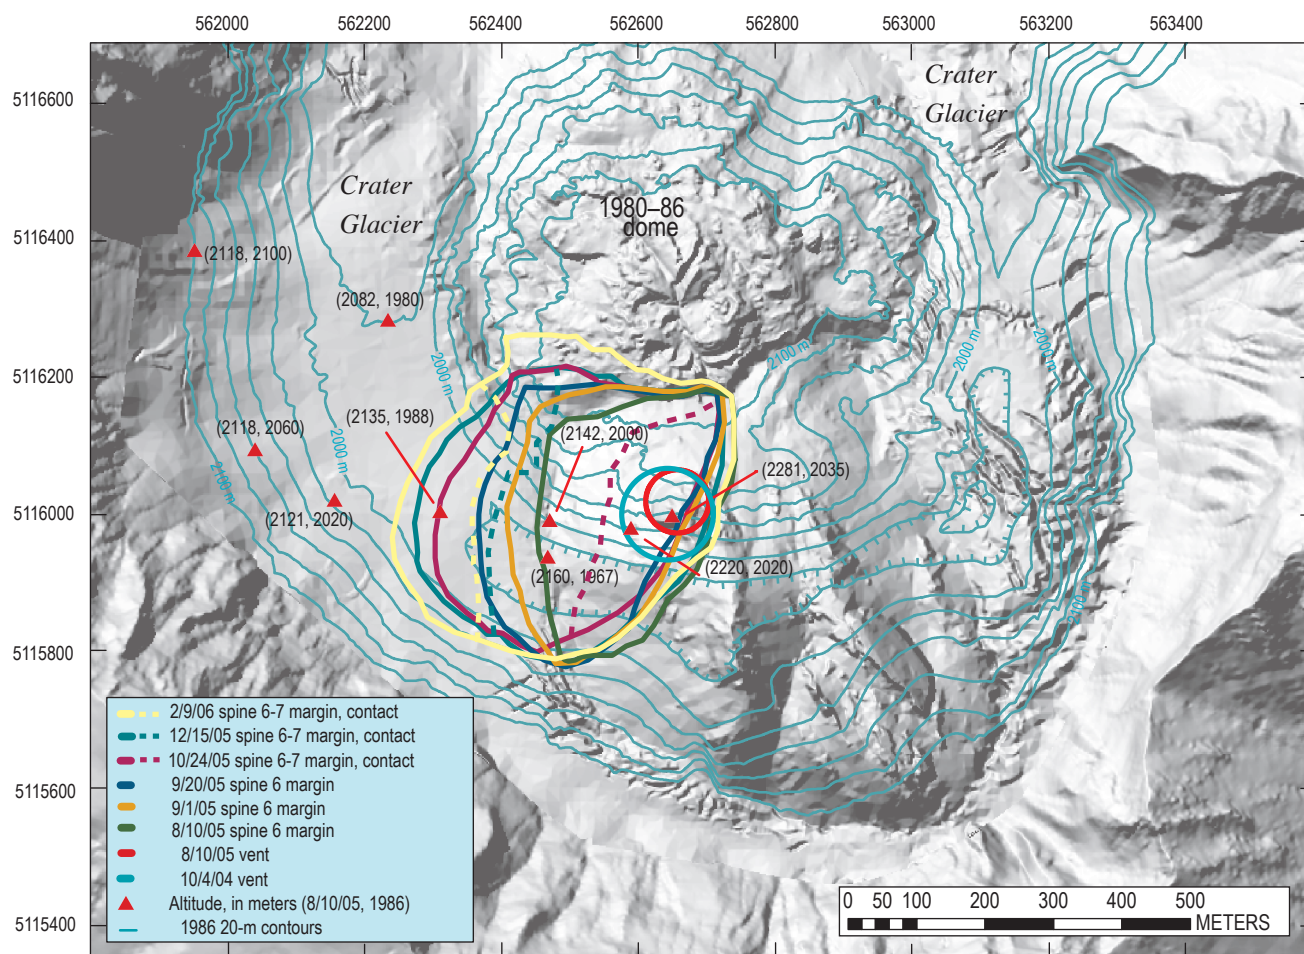 562000 562200 562400 562600 562800 563000 563200 563400
5116600
5116400
5116200
5116000
5115800
5115600
5115400
Crater
Glacier
Crater
Glacier
1980–86
dome
(2118, 2100)
(2082, 1980)
2000 m
2100 m
2000 m
2000 m
(2135, 1988)
(2118, 2060)
(2142, 2000)
(2281, 2035)
2000 m
2100 m
(2121, 2020)
(2160, 1967)
(2220, 2020)
2100 m
2/9/06 spine 6-7 margin, contact
12/15/05 spine 6-7 margin, contact
10/24/05 spine 6-7 margin, contact
9/20/05 spine 6 margin
9/1/05 spine 6 margin
8/10/05 spine 6 margin
8/10/05 vent
10/4/04 vent
Altitude, in meters (8/10/05, 1986)
1986 20-m contours
0 50 100 200 300 400 500
METERS